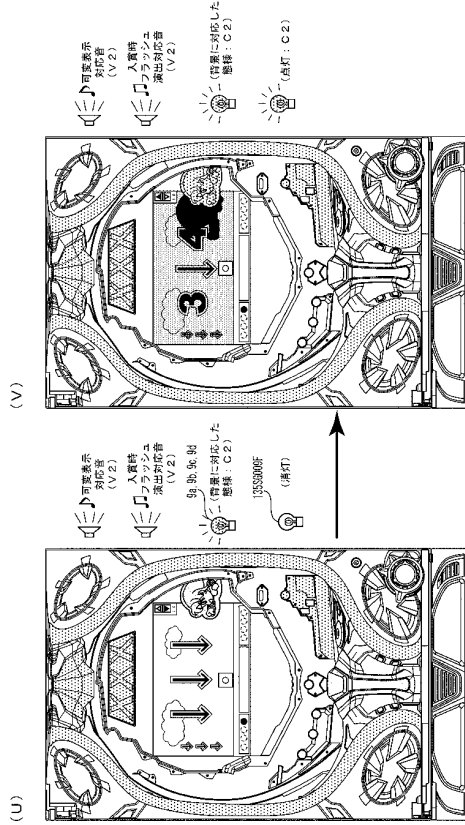 (U)
♪可変表示
対応音
(V2)
入賞時
♫フラッシュ
演出対応音
(V2)
9a,9b,9c,9d
(背景に対応した
態様：C2)
135SG009F
(消灯)
(V)
3
4
♪可変表示
対応音
(V2)
入賞時
♫フラッシュ
演出対応音
(V2)
(背景に対応した
態様：C2)
(点灯：C2)